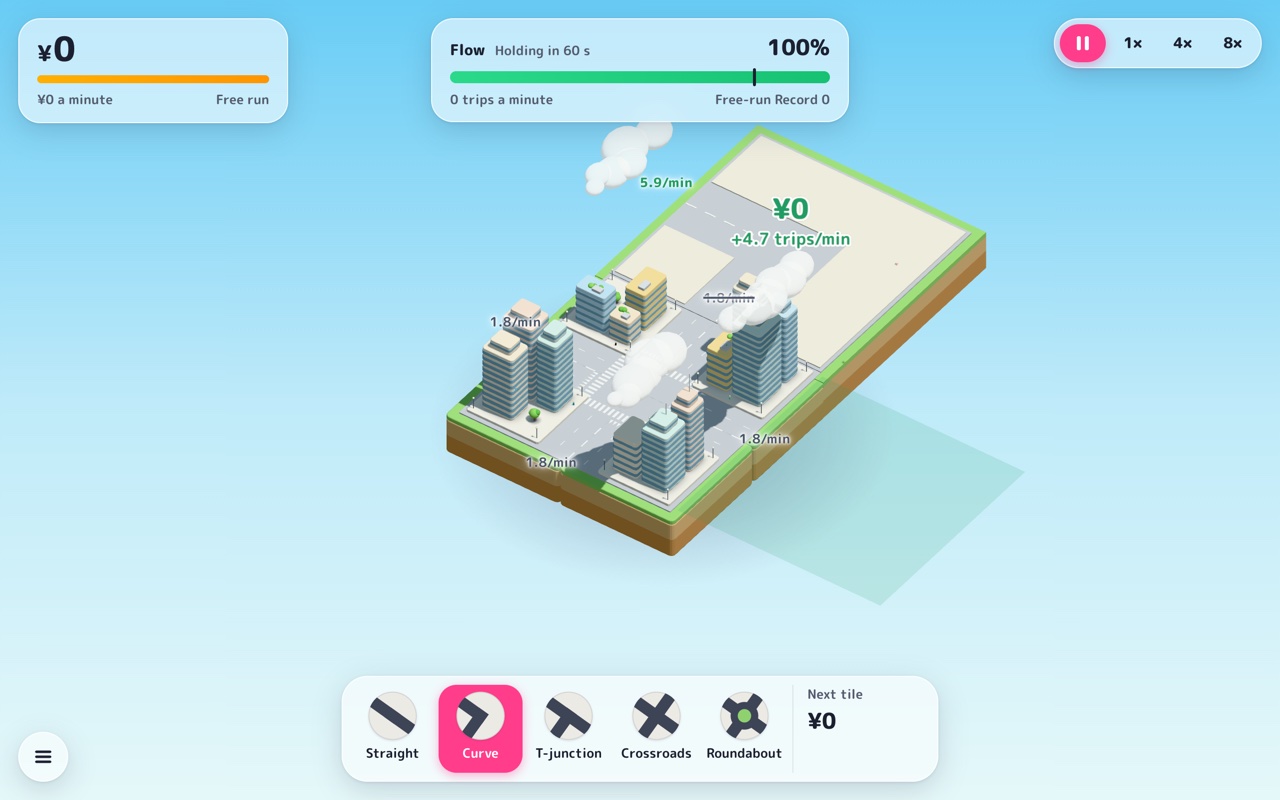 ¥0
¥0 a minute
Free run
Flow Holding in 60 s 100%
0 trips a minute
Free-run Record 0
1×
4×
8×
5.9/min
¥0
+4.7 trips/min
1.8/min
1.8/min
1.8/min
1.8/min
Straight
Curve
T-junction
Crossroads
Roundabout
Next tile
¥0